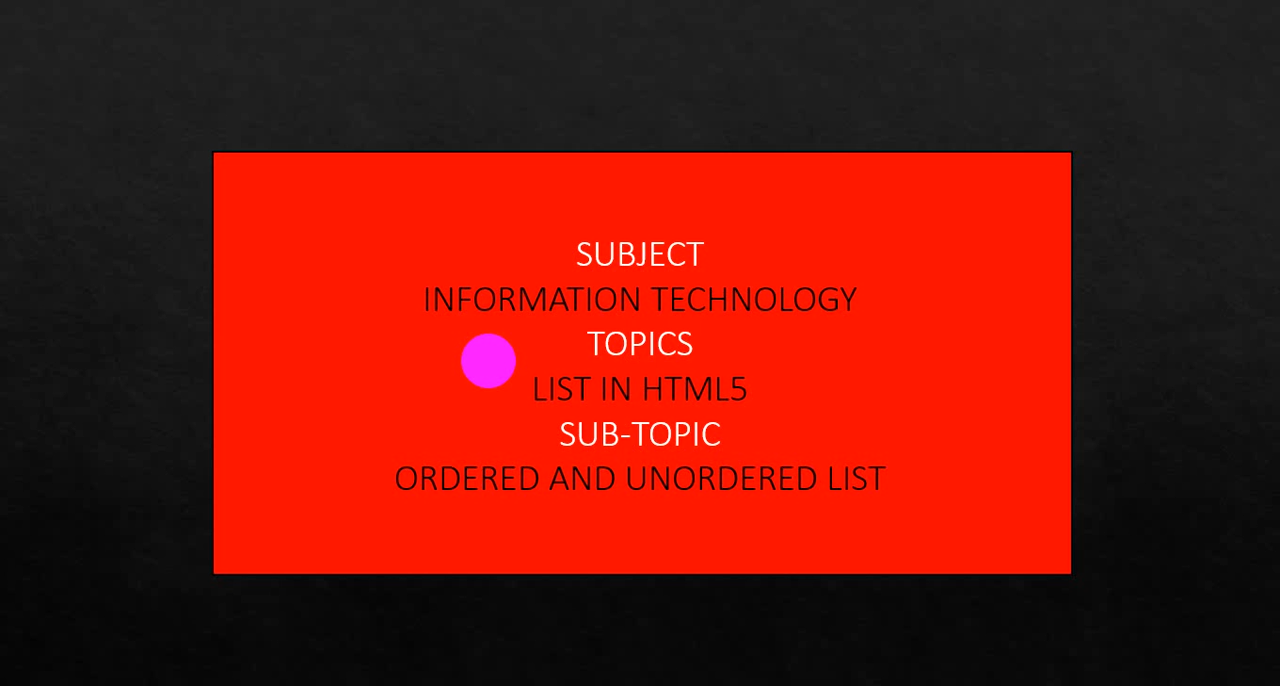 SUBJECT
INFORMATION TECHNOLOGY
TOPICS
LIST IN HTML5
SUB-TOPIC
ORDERED AND UNORDERED LIST